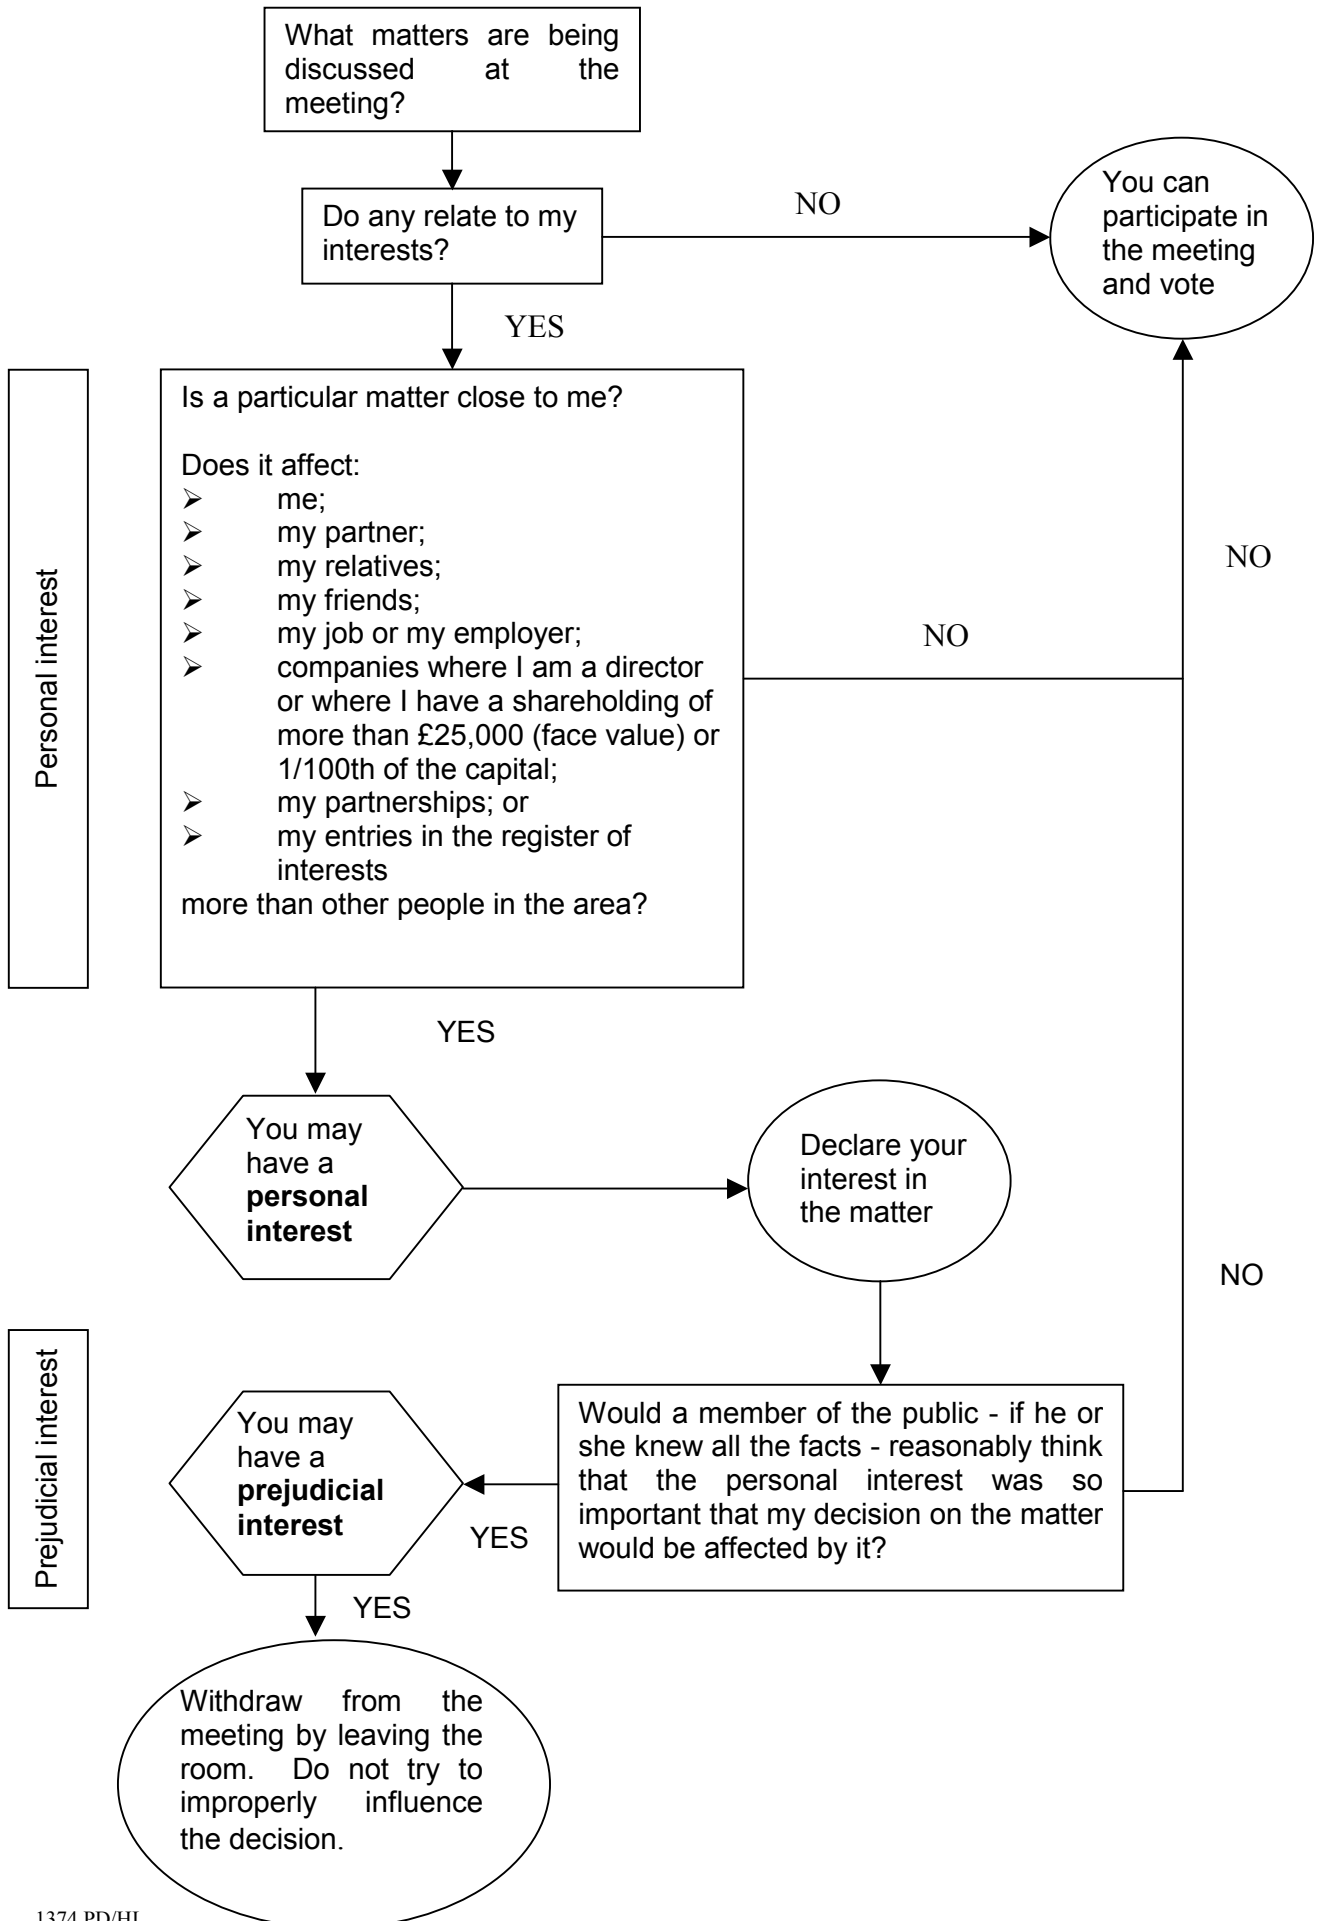 What matters are being
discussed at the
meeting?
Do any relate to my
interests?
NO
You can
participate in
the meeting
and vote
YES
Personal interest
Is a particular matter close to me?
Does it affect:
➢ me;
➢ my partner;
➢ my relatives;
➢ my friends;
➢ my job or my employer;
➢ companies where I am a director
or where I have a shareholding of
more than £25,000 (face value) or
1/100th of the capital;
➢ my partnerships; or
➢ my entries in the register of
interests
more than other people in the area?
NO
NO
YES
You may
have a
personal
interest
Declare your
interest in
the matter
NO
Prejudicial interest
You may
have a
prejudicial
interest
YES
Would a member of the public - if he or
she knew all the facts - reasonably think
that the personal interest was so
important that my decision on the matter
would be affected by it?
YES
Withdraw from the
meeting by leaving the
room. Do not try to
improperly influence
the decision.
1374 PD/HL